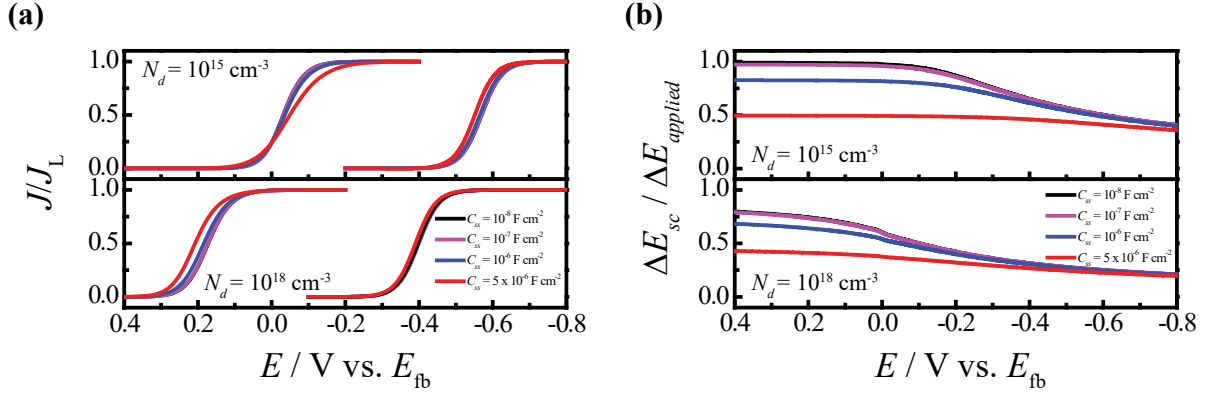 (a)
N_d = 10^15 cm^-3
1.0
0.5
0.0
1.0
0.5
0.0
J/J_L
C_ss = 10^-8 F cm^-2
C_ss = 10^-7 F cm^-2
C_ss = 10^-6 F cm^-2
C_ss = 5 x 10^-6 F cm^-2
N_d = 10^18 cm^-3
0.4 0.2 0.0 -0.2 -0.4 -0.6 -0.8
E / V vs. E_fb
(b)
1.0
0.5
0.0
1.0
0.5
0.0
ΔE_sc / ΔE_applied
N_d = 10^15 cm^-3
C_ss = 10^-8 F cm^-2
C_ss = 10^-7 F cm^-2
C_ss = 10^-6 F cm^-2
C_ss = 5 x 10^-6 F cm^-2
N_d = 10^18 cm^-3
0.4 0.2 0.0 -0.2 -0.4 -0.6 -0.8
E / V vs. E_fb